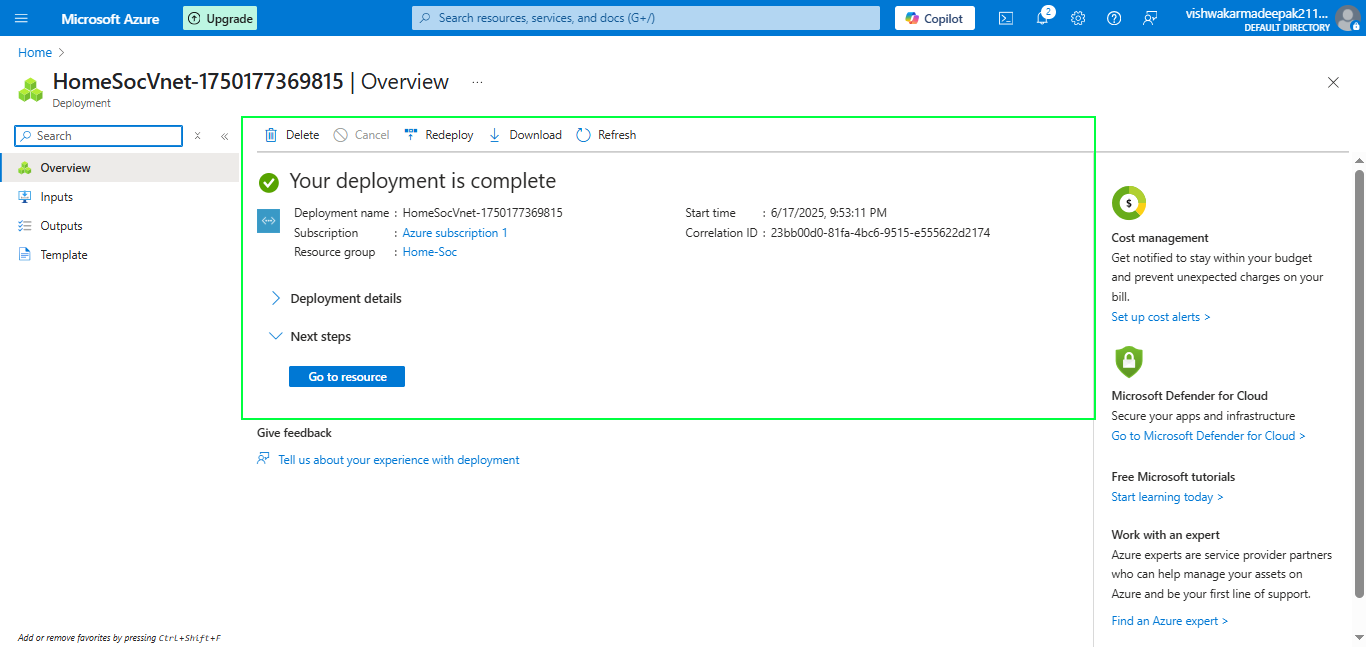 Microsoft Azure
Upgrade
Search resources, services, and docs (G+/)
Copilot
2
vishwakarmadeepak211...
DEFAULT DIRECTORY
Home >
HomeSocVnet-1750177369815 | Overview ...
Deployment
Search
Overview
Inputs
Outputs
Template
Add or remove favorites by pressing Ctrl+Shift+F
Delete Cancel Redeploy Download Refresh
Your deployment is complete
Deployment name : HomeSocVnet-1750177369815
Subscription : Azure subscription 1
Resource group : Home-Soc
Start time : 6/17/2025, 9:53:11 PM
Correlation ID : 23bb00d0-81fa-4bc6-9515-e555622d2174
Deployment details
Next steps
Go to resource
Give feedback
Tell us about your experience with deployment
$
Cost management
Get notified to stay within your budget
and prevent unexpected charges on your
bill.
Set up cost alerts >
Microsoft Defender for Cloud
Secure your apps and infrastructure
Go to Microsoft Defender for Cloud >
Free Microsoft tutorials
Start learning today >
Work with an expert
Azure experts are service provider partners
who can help manage your assets on
Azure and be your first line of support.
Find an Azure expert >